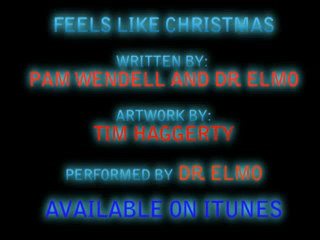 FEELS LIKE CHRISTMAS
WRITTEN BY:
PAM WENDELL AND DR. ELMO
ARTWORK BY:
TIM HAGGERTY
PERFORMED BY DR. ELMO
AVAILABLE ON ITUNES